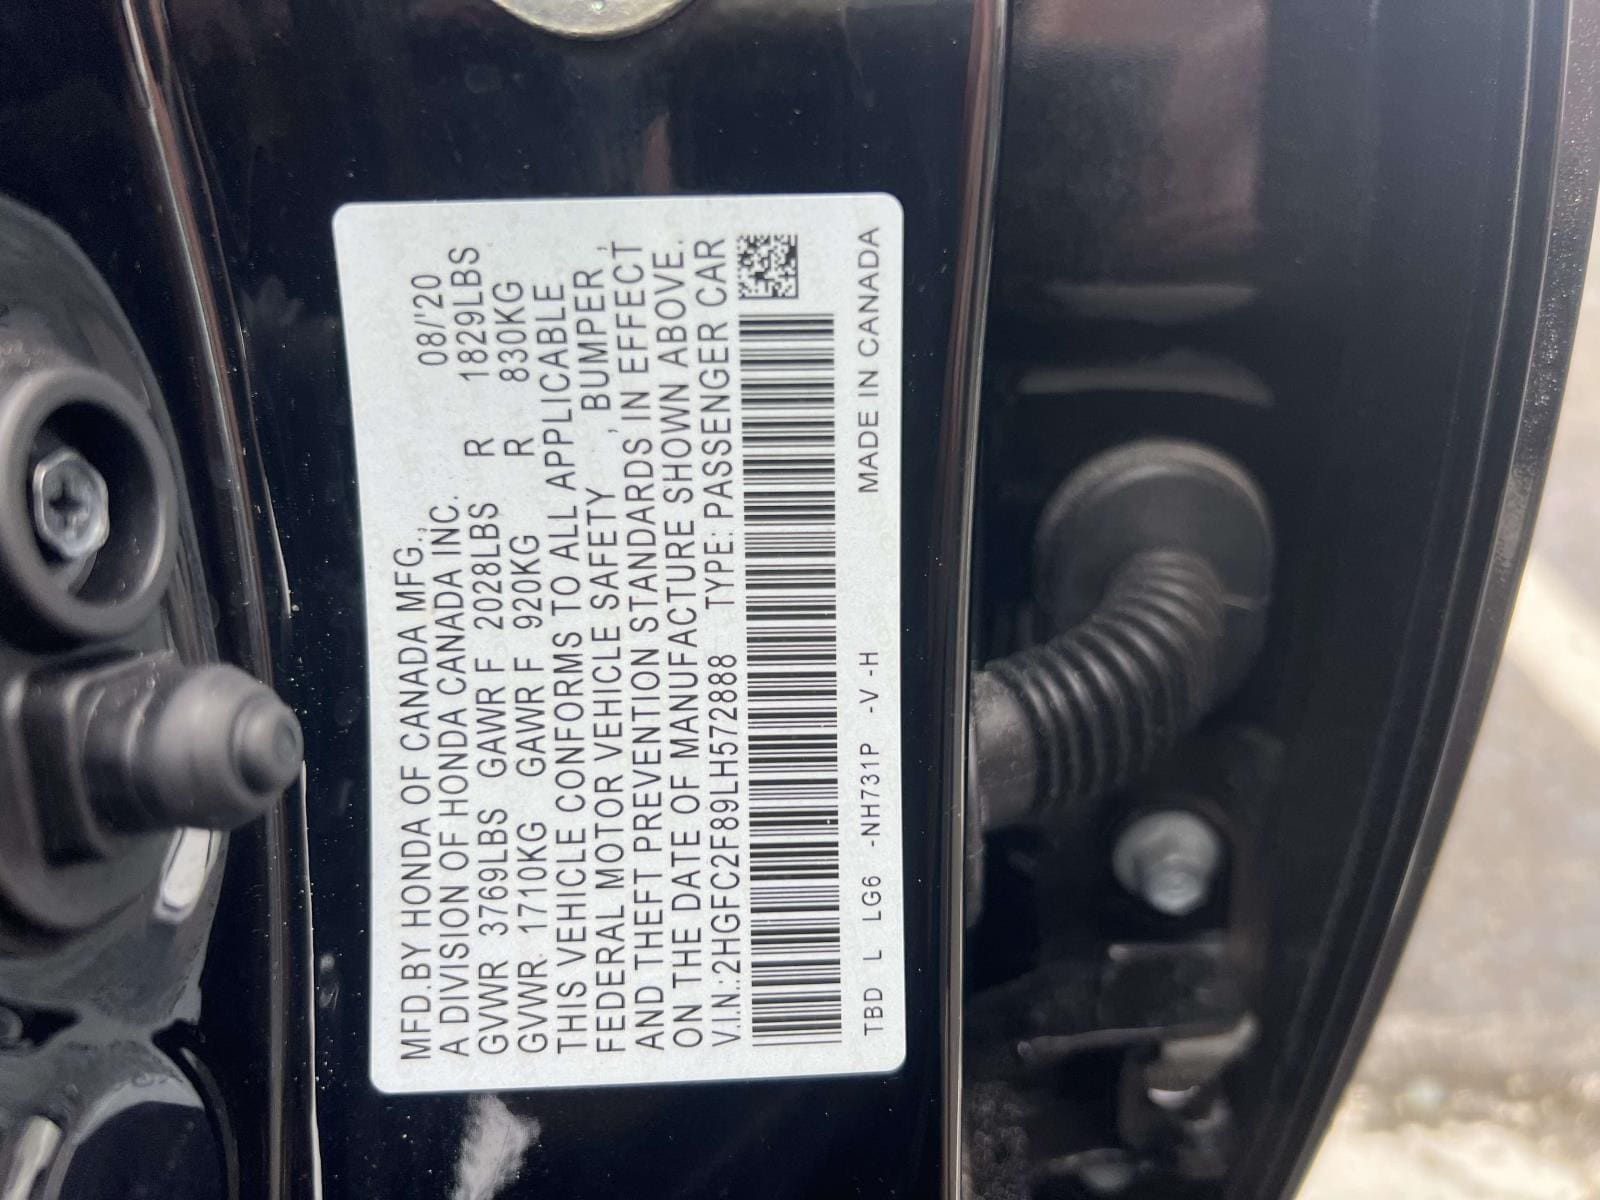 MFD.BY HONDA OF CANADA MFG., 08/'20
A DIVISION OF HONDA CANADA INC.
GVWR 3769LBS GAWR F 2028LBS R 1829LBS
GVWR 1710KG GAWR F 920KG R 830KG
THIS VEHICLE CONFORMS TO ALL APPLICABLE
FEDERAL MOTOR VEHICLE SAFETY , BUMPER,
AND THEFT PREVENTION STANDARDS IN EFFECT
ON THE DATE OF MANUFACTURE SHOWN ABOVE.
V.I.N.:2HGFC2F89LH572888 TYPE: PASSENGER CAR
TBD L LG6 -NH731P -V -H MADE IN CANADA